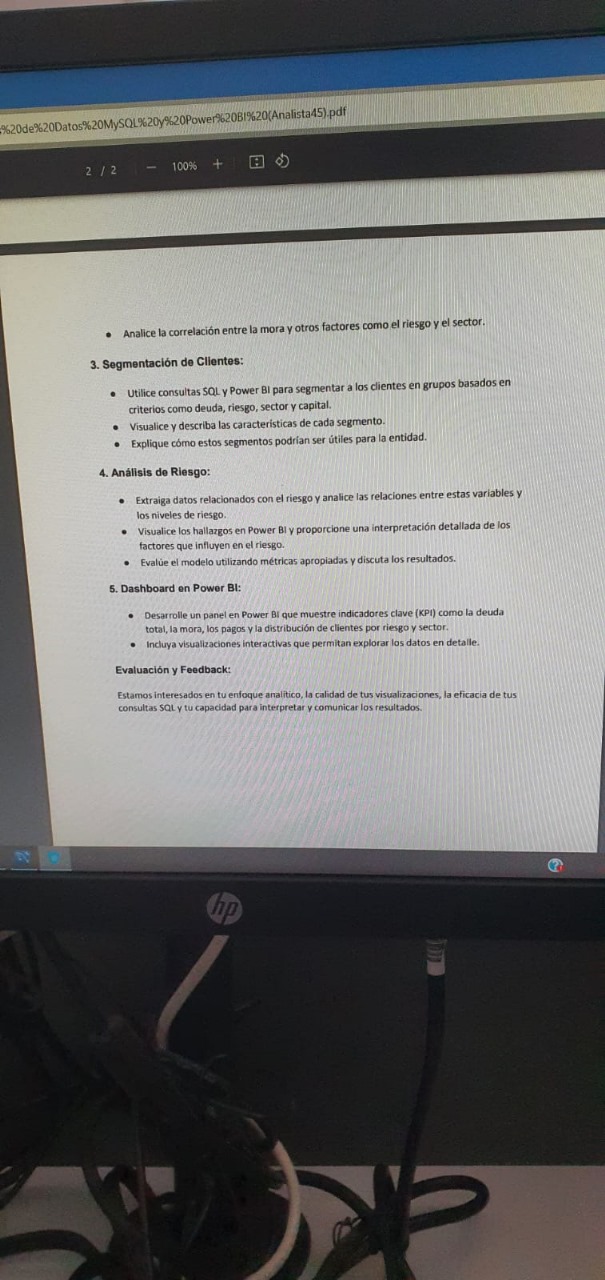 %20de%20Datos%20MySQL%20y%20Power%20BI%20(Analista45).pdf
2 / 2 — 100% +
• Analice la correlación entre la mora y otros factores como el riesgo y el sector.
3. Segmentación de Clientes:
• Utilice consultas SQL y Power BI para segmentar a los clientes en grupos basados en
criterios como deuda, riesgo, sector y capital.
• Visualice y describa las características de cada segmento.
• Explique cómo estos segmentos podrían ser útiles para la entidad.
4. Análisis de Riesgo:
• Extraiga datos relacionados con el riesgo y analice las relaciones entre estas variables y
los niveles de riesgo.
• Visualice los hallazgos en Power BI y proporcione una interpretación detallada de los
factores que influyen en el riesgo.
• Evalúe el modelo utilizando métricas apropiadas y discuta los resultados.
5. Dashboard en Power BI:
• Desarrolle un panel en Power BI que muestre indicadores clave (KPI) como la deuda
total, la mora, los pagos y la distribución de clientes por riesgo y sector.
• Incluya visualizaciones interactivas que permitan explorar los datos en detalle.
Evaluación y Feedback:
Estamos interesados en tu enfoque analítico, la calidad de tus visualizaciones, la eficacia de tus
consultas SQL y tu capacidad para interpretar y comunicar los resultados.
hp